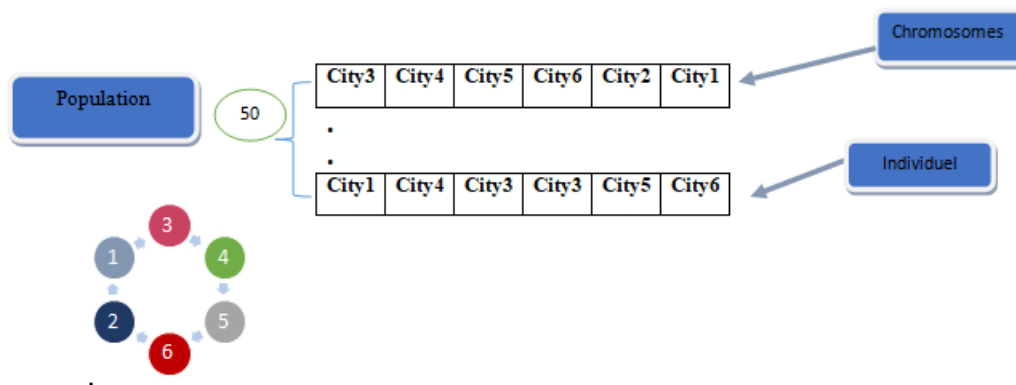 Chromosomes
City3 City4 City5 City6 City2 City1
Population
50
Individuel
City1 City4 City3 City3 City5 City6
3
1 4
2 5
6